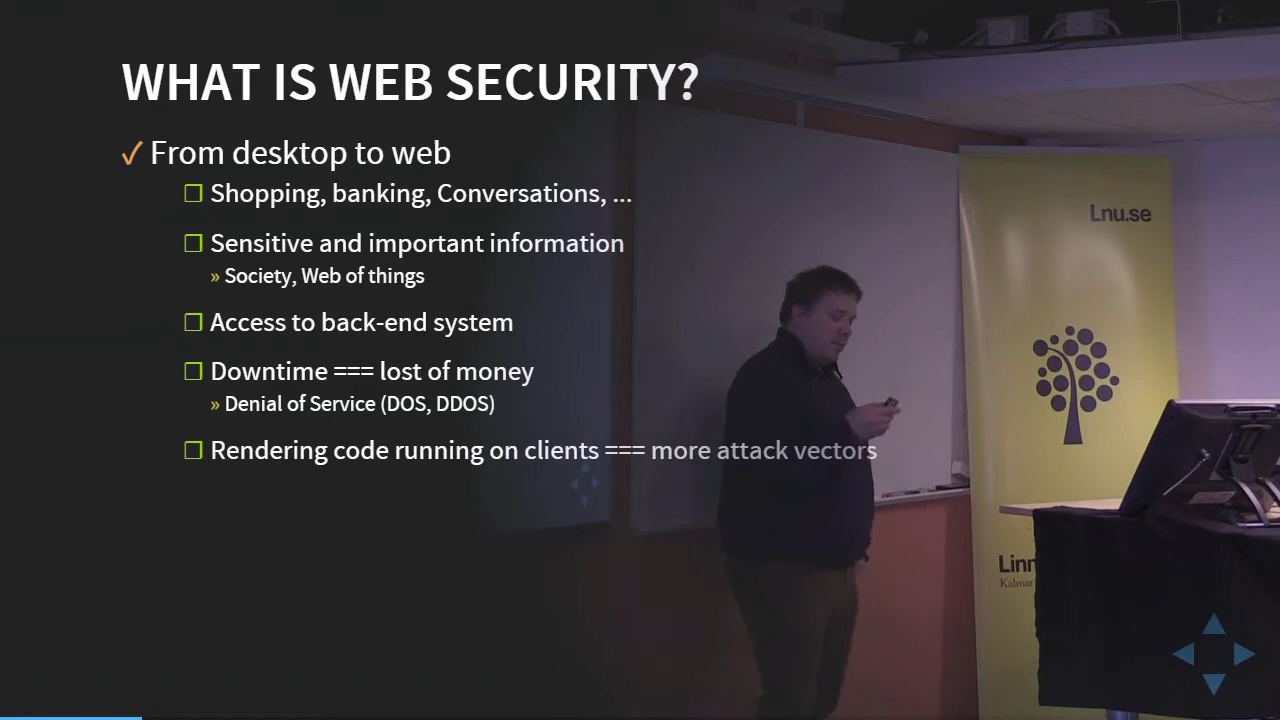 WHAT IS WEB SECURITY?
✓ From desktop to web
❐ Shopping, banking, Conversations, ...
❐ Sensitive and important information
» Society, Web of things
❐ Access to back-end system
❐ Downtime === lost of money
» Denial of Service (DOS, DDOS)
❐ Rendering code running on clients === more attack vectors
Lnu.se